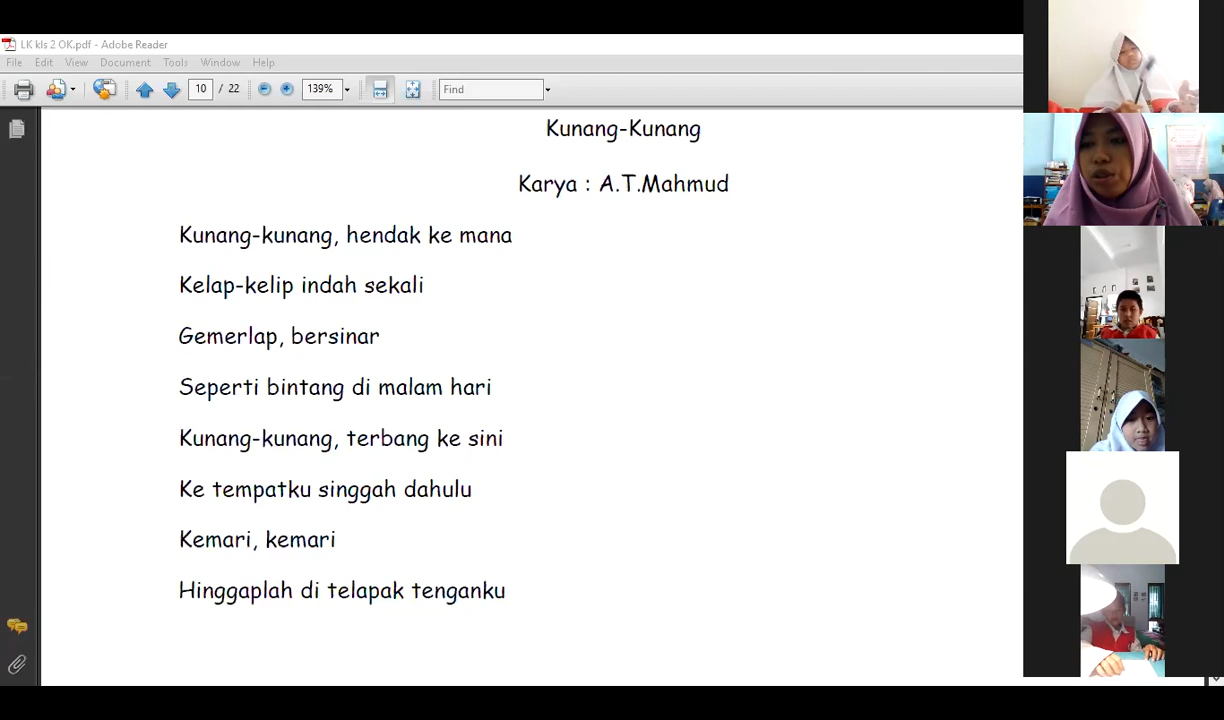 LK kls 2 OK.pdf - Adobe Reader
File Edit View Document Tools Window Help
10 / 22 139% Find
Kunang-Kunang
Karya : A.T.Mahmud
Kunang-kunang, hendak ke mana
Kelap-kelip indah sekali
Gemerlap, bersinar
Seperti bintang di malam hari
Kunang-kunang, terbang ke sini
Ke tempatku singgah dahulu
Kemari, kemari
Hinggaplah di telapak tenganku